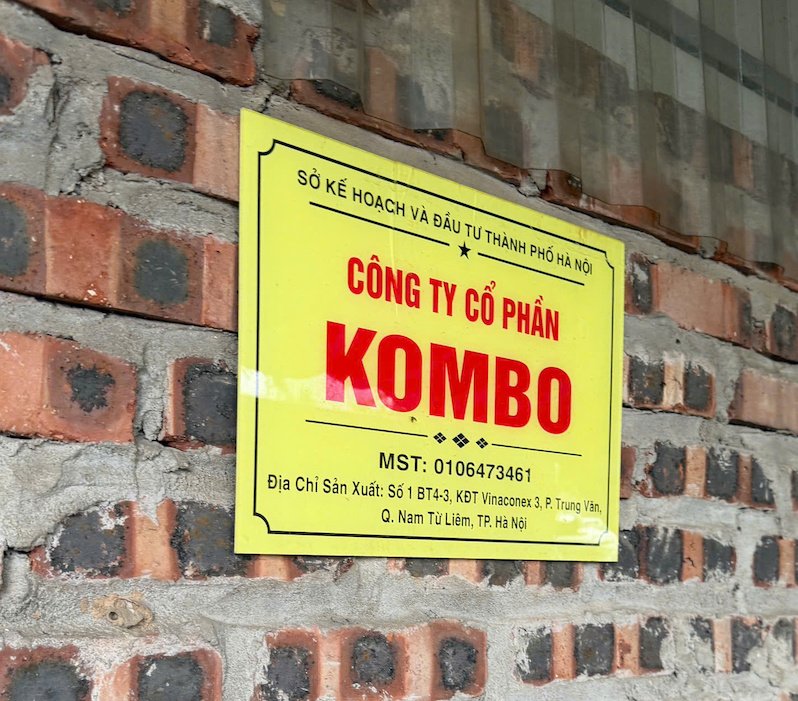 SỞ KẾ HOẠCH VÀ ĐẦU TƯ THÀNH PHỐ HÀ NỘI
CÔNG TY CỔ PHẦN
KOMBO
MST: 0106473461
Địa Chỉ Sản Xuất: Số 1 BT4-3, KĐT Vinaconex 3, P. Trung Văn,
Q. Nam Từ Liêm, TP. Hà Nội